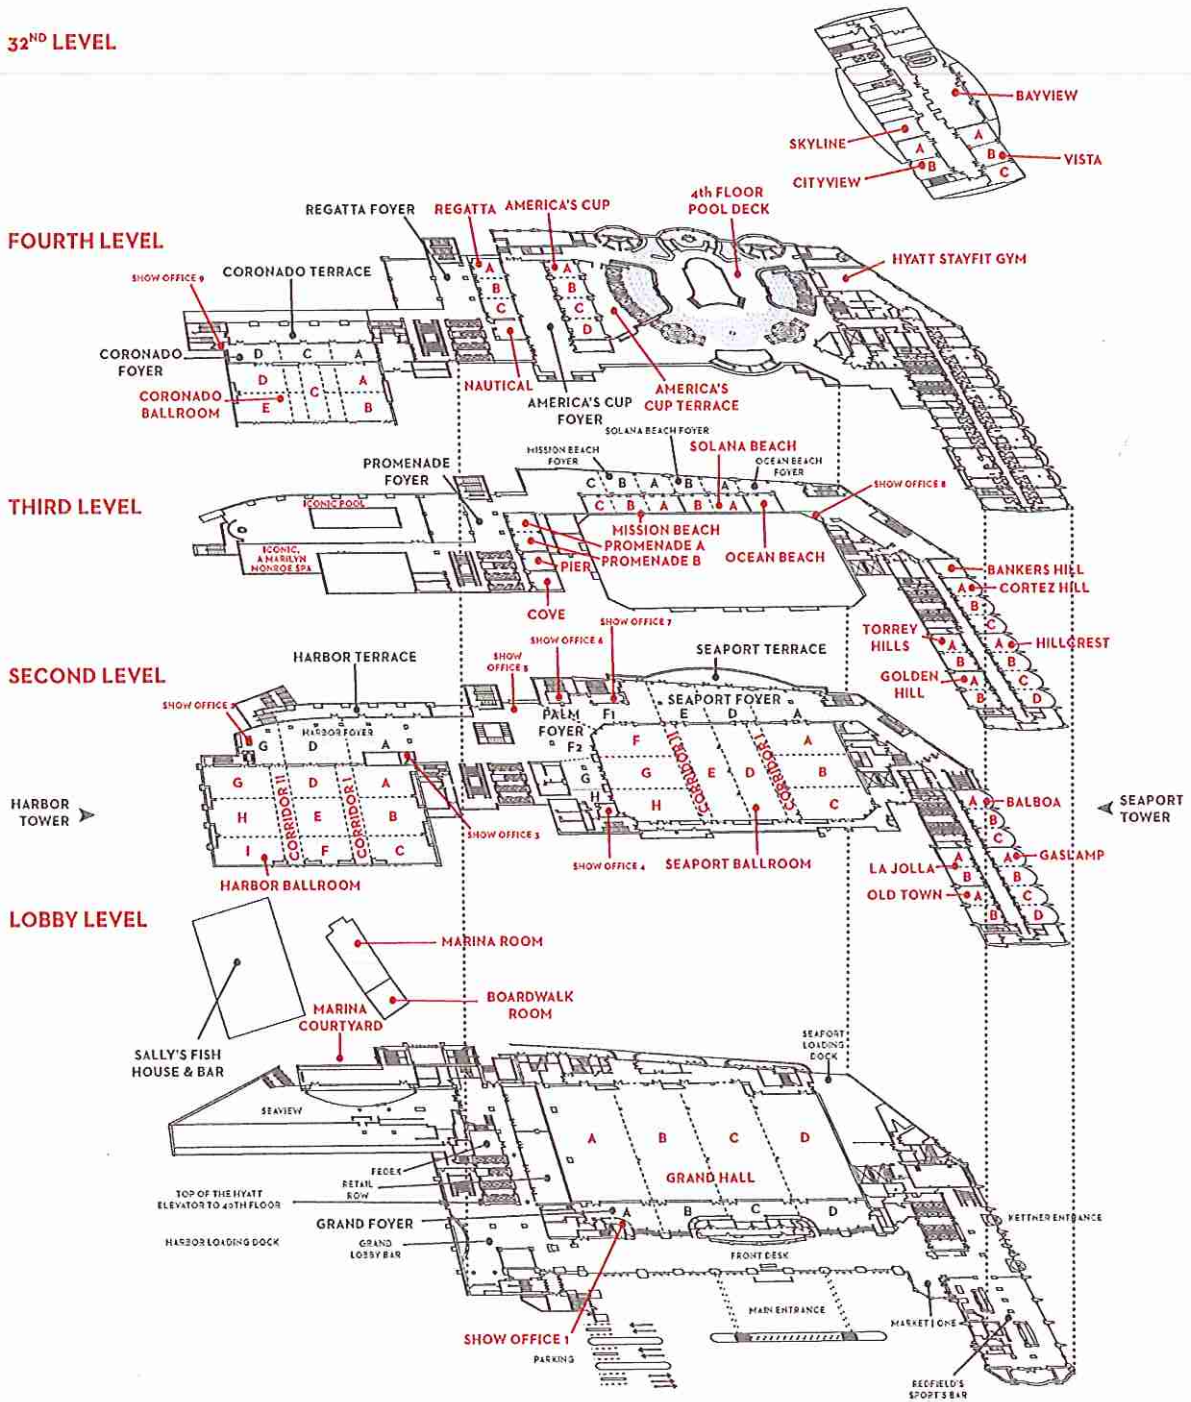 32ND LEVEL
BAYVIEW
SKYLINE
A
A
B
VISTA
CITYVIEW
B
C
4th FLOOR
POOL DECK
REGATTA FOYER
REGATTA
AMERICA'S CUP
FOURTH LEVEL
HYATT STAYFIT GYM
SHOW OFFICE 9
CORONADO TERRACE
A
B
C
A
B
C
D
CORONADO
FOYER
D
C
A
D
C
A
E
B
CORONADO
BALLROOM
NAUTICAL
AMERICA'S CUP
FOYER
AMERICA'S
CUP TERRACE
SOLANA BEACH FOYER
MISSION BEACH
FOYER
SOLANA BEACH
OCEAN BEACH
FOYER
PROMENADE
FOYER
C
B
A
B
A
SHOW OFFICE 8
THIRD LEVEL
ICONIC POOL
C
B
A
B
A
MISSION BEACH
PROMENADE A
PROMENADE B
OCEAN BEACH
ICONIC,
A MARILYN
MONROE SPA
PIER
COVE
BANKERS HILL
A
CORTEZ HILL
B
C
TORREY
HILLS
A
A
HILLCREST
B
B
GOLDEN
HILL
A
C
B
D
SHOW OFFICE 7
SHOW OFFICE 6
HARBOR TERRACE
SHOW
OFFICE 5
SEAPORT TERRACE
SECOND LEVEL
SHOW OFFICE 2
HARBOR FOYER
G
D
A
PALM
FOYER
F1
F2
SEAPORT FOYER
E
D
A
G
H
G
D
A
H
E
B
I
F
C
CORRIDOR II
CORRIDOR I
F
A
G
E
D
B
H
C
CORRIDOR II
CORRIDOR I
HARBOR
TOWER
SEAPORT
TOWER
SHOW OFFICE 3
SHOW OFFICE 4
SEAPORT BALLROOM
HARBOR BALLROOM
A
BALBOA
B
C
LA JOLLA
A
A
GASLAMP
B
B
OLD TOWN
A
C
B
D
LOBBY LEVEL
MARINA ROOM
BOARDWALK
ROOM
MARINA
COURTYARD
SALLY'S FISH
HOUSE & BAR
SEAPORT
LOADING
DOCK
SEAVIEW
A
B
C
D
GRAND HALL
FEDEX
RETAIL
ROW
TOP OF THE HYATT
ELEVATOR TO 40TH FLOOR
GRAND FOYER
A
B
C
D
KETTNER ENTRANCE
HARBOR LOADING DOCK
GRAND
LOBBY BAR
FRONT DESK
MAIN ENTRANCE
MARKET | ONE
SHOW OFFICE 1
PARKING
REDFIELD'S
SPORT'S BAR